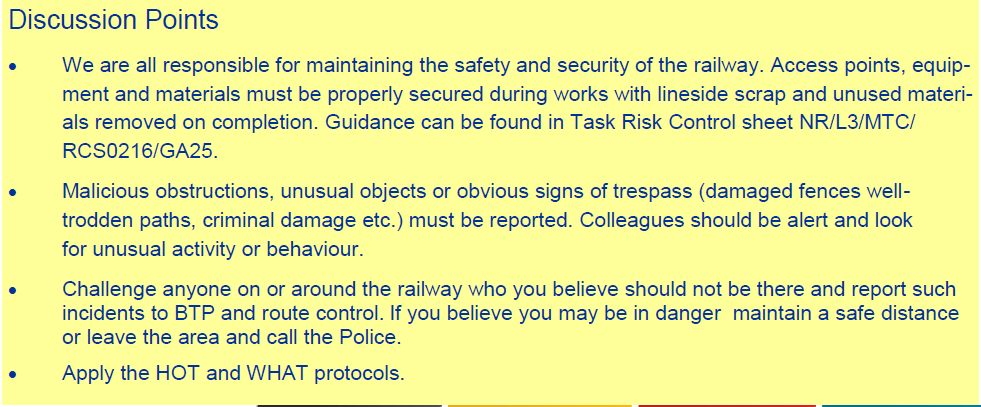 Discussion Points
• We are all responsible for maintaining the safety and security of the railway. Access points, equip-
ment and materials must be properly secured during works with lineside scrap and unused materi-
als removed on completion. Guidance can be found in Task Risk Control sheet NR/L3/MTC/
RCS0216/GA25.
• Malicious obstructions, unusual objects or obvious signs of trespass (damaged fences well-
trodden paths, criminal damage etc.) must be reported. Colleagues should be alert and look
for unusual activity or behaviour.
• Challenge anyone on or around the railway who you believe should not be there and report such
incidents to BTP and route control. If you believe you may be in danger  maintain a safe distance
or leave the area and call the Police.
• Apply the HOT and WHAT protocols.